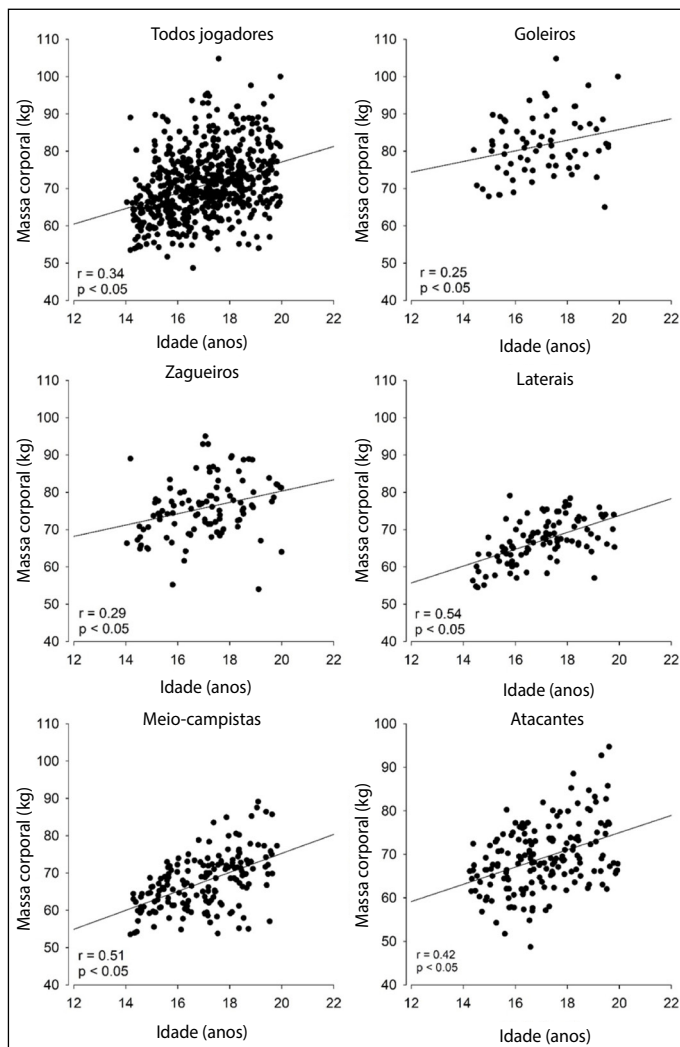 Todos jogadores
Massa corporal (kg)
110
100
90
80
70
60
50
40
r = 0.34
p < 0.05
12 14 16 18 20 22
Idade (anos)
Goleiros
Massa corporal (kg)
110
100
90
80
70
60
50
40
r = 0.25
p < 0.05
12 14 16 18 20 22
Idade (anos)
Zagueiros
Massa corporal (kg)
110
100
90
80
70
60
50
40
r = 0.29
p < 0.05
12 14 16 18 20 22
Idade (anos)
Laterais
Massa corporal (kg)
110
100
90
80
70
60
50
40
r = 0.54
p < 0.05
12 14 16 18 20 22
Idade (anos)
Meio-campistas
Massa corporal (kg)
110
100
90
80
70
60
50
40
r = 0.51
p < 0.05
12 14 16 18 20 22
Idade (anos)
Atacantes
Massa corporal (kg)
100
90
80
70
60
50
40
r = 0.42
p < 0.05
12 14 16 18 20 22
Idade (anos)